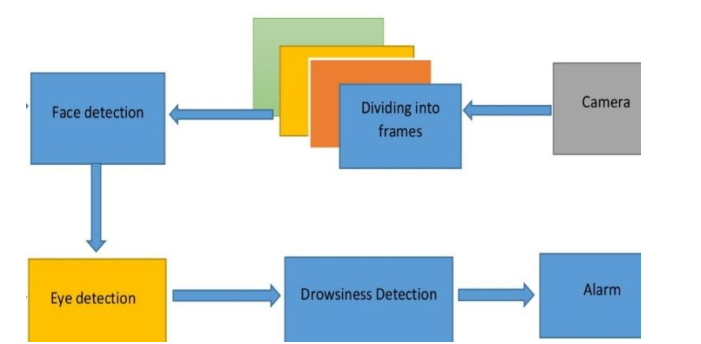 Camera
Dividing into
frames
Face detection
Eye detection
Drowsiness Detection
Alarm